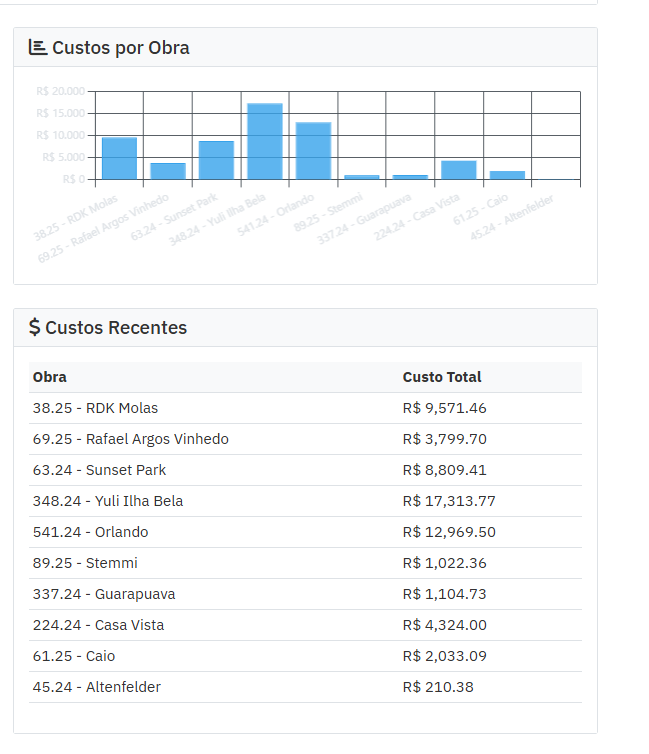 Custos por Obra
R$ 20.000
R$ 15.000
R$ 10.000
R$ 5.000
R$ 0
38.25 - RDK Molas
69.25 - Rafael Argos Vinhedo
63.24 - Sunset Park
348.24 - Yuli Ilha Bela
541.24 - Orlando
89.25 - Stemmi
337.24 - Guarapuava
224.24 - Casa Vista
61.25 - Caio
45.24 - Altenfelder
$ Custos Recentes
Obra Custo Total
38.25 - RDK Molas R$ 9,571.46
69.25 - Rafael Argos Vinhedo R$ 3,799.70
63.24 - Sunset Park R$ 8,809.41
348.24 - Yuli Ilha Bela R$ 17,313.77
541.24 - Orlando R$ 12,969.50
89.25 - Stemmi R$ 1,022.36
337.24 - Guarapuava R$ 1,104.73
224.24 - Casa Vista R$ 4,324.00
61.25 - Caio R$ 2,033.09
45.24 - Altenfelder R$ 210.38